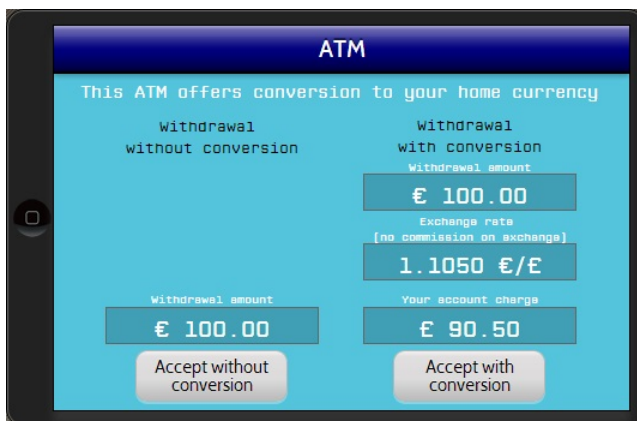 ATM
This ATM offers conversion to your home currency
Withdrawal
without conversion
Withdrawal amount
€ 100.00
Accept without
conversion
Withdrawal
with conversion
Withdrawal amount
€ 100.00
Exchange rate
(no commission on exchange)
1.1050 €/£
Your account charge
£ 90.50
Accept with
conversion